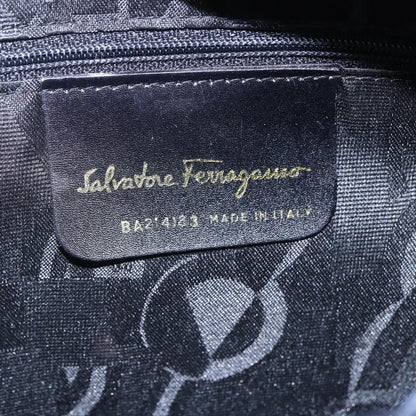 Salvatore Ferragamo
BA214183 MADE IN ITALY